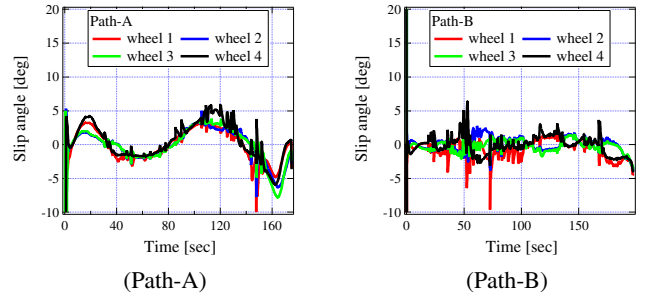 Path-A
wheel 1 wheel 2
wheel 3 wheel 4
Slip angle [deg]
20
15
10
5
0
-5
-10
0 40 80 120 160
Time [sec]
(Path-A)
Path-B
wheel 1 wheel 2
wheel 3 wheel 4
Slip angle [deg]
20
15
10
5
0
-5
-10
0 50 100 150
Time [sec]
(Path-B)